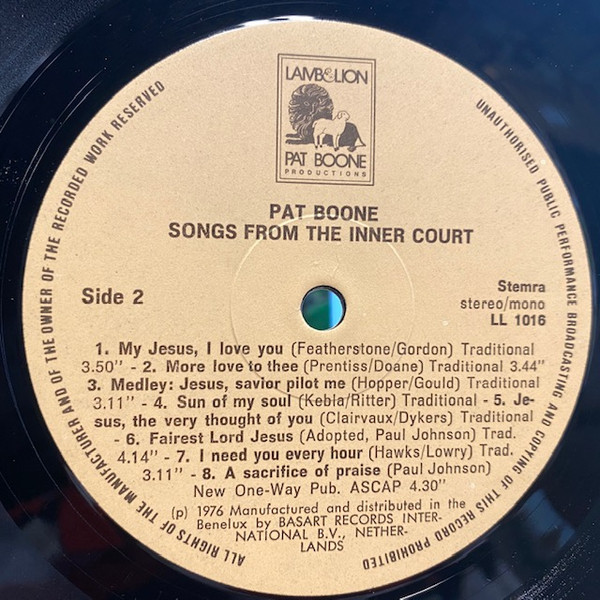 LAMB&LION
PAT BOONE
PRODUCTIONS
PAT BOONE
SONGS FROM THE INNER COURT
Side 2
Stemra
stereo/mono
LL 1016
1. My Jesus, I love you (Featherstone/Gordon) Traditional
3.50" - 2. More love to thee (Prentiss/Doane) Traditional 3.44"
3. Medley: Jesus, savior pilot me (Hopper/Gould) Traditional
3.11" - 4. Sun of my soul (Kebla/Ritter) Traditional - 5. Je-
sus, the very thought of you (Clairvaux/Dykers) Traditional
- 6. Fairest Lord Jesus (Adopted, Paul Johnson) Trad.
4.14" - 7. I need you every hour (Hawks/Lowry) Trad.
3.11" - 8. A sacrifice of praise (Paul Johnson)
New One-Way Pub. ASCAP 4.30"
(p) 1976 Manufactured and distributed in the
Benelux by BASART RECORDS INTER-
NATIONAL B.V., NETHER-
LANDS
ALL RIGHTS OF THE MANUFACTURER AND OF THE OWNER OF THE RECORDED WORK RESERVED
UNAUTHORISED PUBLIC PERFORMANCE BROADCASTING AND COPYING OF THIS RECORD PROHIBITED